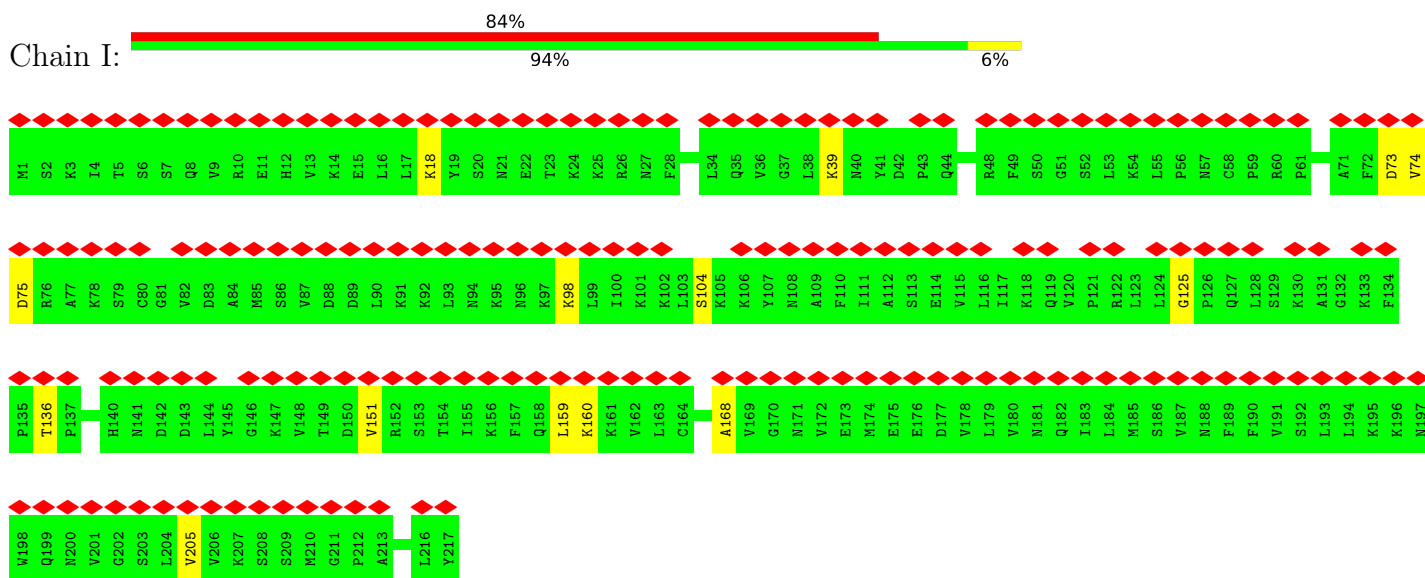 84%
Chain I:
94% 6%
M1 S2 K3 I4 T5 S6 S7 Q8 V9 R10 E11 H12 V13 K14 E15 L16 L17 K18 Y19 S20 N21 E22 T23 K24 K25 R26 N27 F28 L34 Q35 V36 G37 L38 K39 N40 Y41 D42 P43 Q44 R48 F49 S50 G51 S52 L53 K54 L55 P56 N57 C58 P59 R60 P61 A71 F72 D73 V74
D75 R76 A77 K78 S79 C80 G81 V82 D83 A84 M85 S86 V87 D88 D89 L90 K91 K92 L93 N94 K95 N96 K97 K98 L99 I100 K101 K102 L103 S104 K105 K106 Y107 N108 A109 F110 I111 A112 S113 E114 V115 L116 I117 K118 Q119 V120 P121 R122 L123 L124 G125 P126 Q127 L128 S129 K130 A131 G132 K133 F134
P135 T136 P137 H140 N141 D142 D143 L144 Y145 G146 K147 V148 T149 D150 V151 R152 S153 T154 I155 K156 F157 Q158 L159 K160 K161 V162 L163 C164 A168 V169 G170 N171 V172 E173 M174 E175 E176 D177 V178 L179 V180 N181 Q182 I183 L184 M185 S186 V187 N188 F189 F190 V191 S192 L193 L194 K195 K196 N197
W198 Q199 N200 V201 G202 S203 L204 V205 V206 K207 S208 S209 M210 G211 P212 A213 L216 Y217